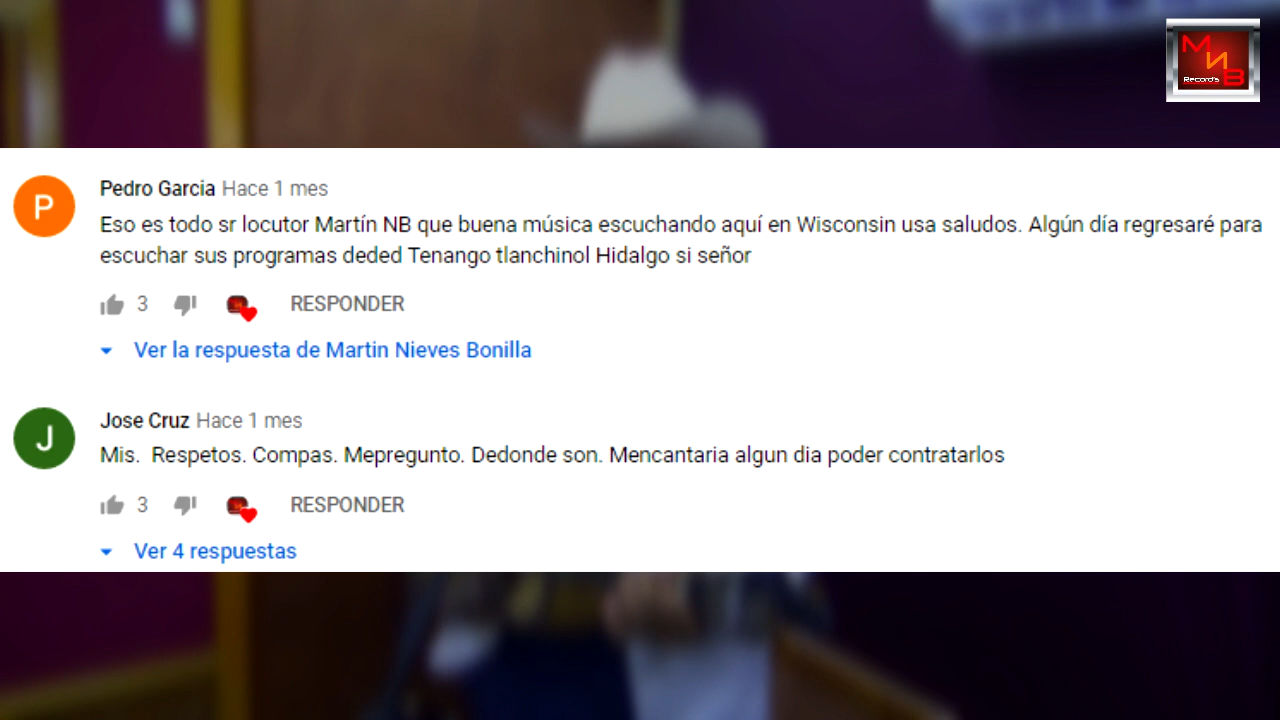 MNB
Record's
P
Pedro Garcia Hace 1 mes
Eso es todo sr locutor Martín NB que buena música escuchando aquí en Wisconsin usa saludos. Algún día regresaré para
escuchar sus programas deded Tenango tlanchinol Hidalgo si señor
3 RESPONDER
Ver la respuesta de Martin Nieves Bonilla
J
Jose Cruz Hace 1 mes
Mis. Respetos. Compas. Mepregunto. Dedonde son. Mencantaria algun dia poder contratarlos
3 RESPONDER
Ver 4 respuestas